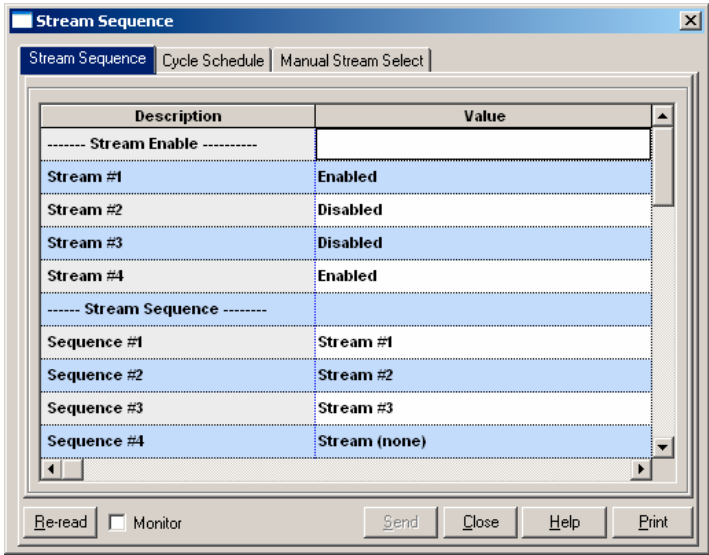 Stream Sequence
Stream Sequence Cycle Schedule Manual Stream Select
Description Value
------- Stream Enable ----------
Stream #1 Enabled
Stream #2 Disabled
Stream #3 Disabled
Stream #4 Enabled
------ Stream Sequence --------
Sequence #1 Stream #1
Sequence #2 Stream #2
Sequence #3 Stream #3
Sequence #4 Stream (none)
Re-read Monitor Send Close Help Print